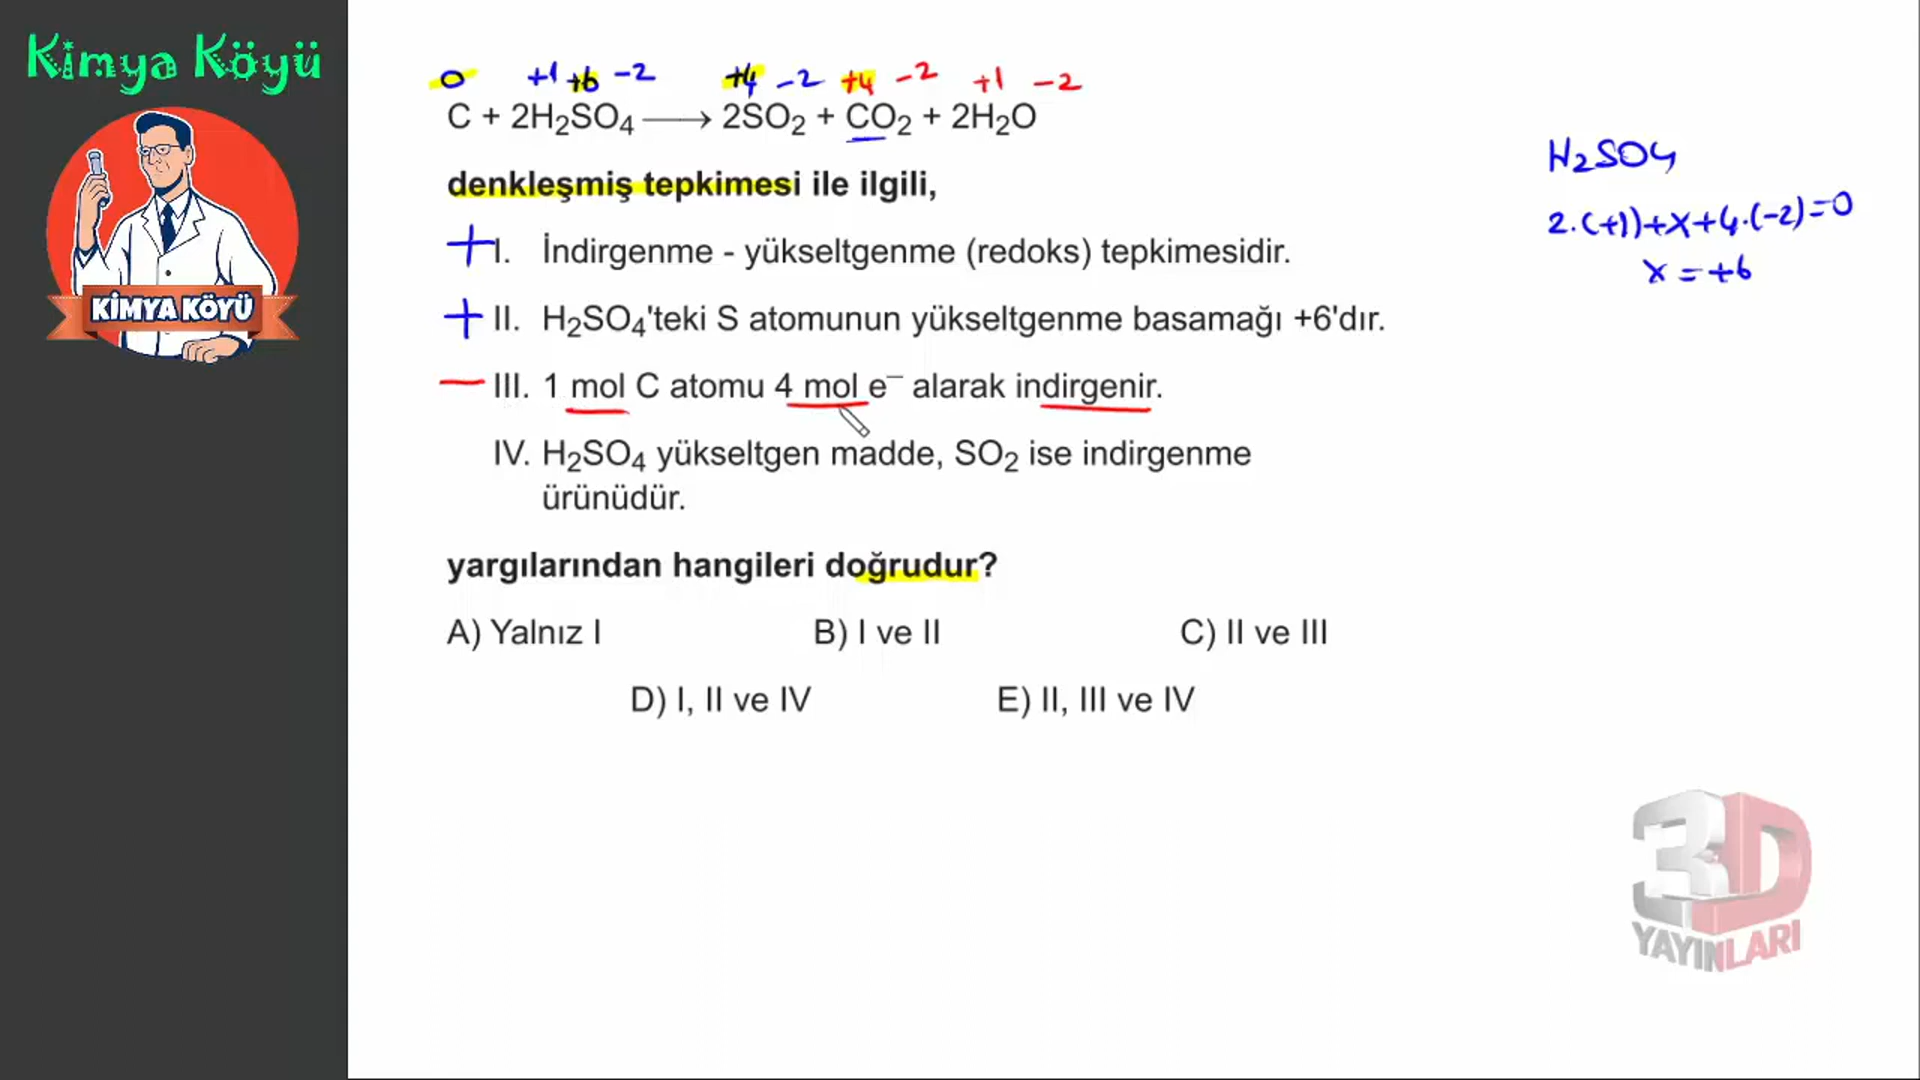 Kimya Köyü
KİMYA KÖYÜ
0 +1 +6 -2 +4 -2 +4 -2 +1 -2
C + 2H₂SO₄ ⟶ 2SO₂ + CO₂ + 2H₂O
denkleşmiş tepkimesi ile ilgili,
+ I. İndirgenme - yükseltgenme (redoks) tepkimesidir.
+ II. H₂SO₄'teki S atomunun yükseltgenme basamağı +6'dır.
— III. 1 mol C atomu 4 mol e⁻ alarak indirgenir.
IV. H₂SO₄ yükseltgen madde, SO₂ ise indirgenme
ürünüdür.
yargılarından hangileri doğrudur?
A) Yalnız I B) I ve II C) II ve III
D) I, II ve IV E) II, III ve IV
H₂SO₄
2.(+1)+x+4.(-2)=0
x = +6
3D
YAYINLARI